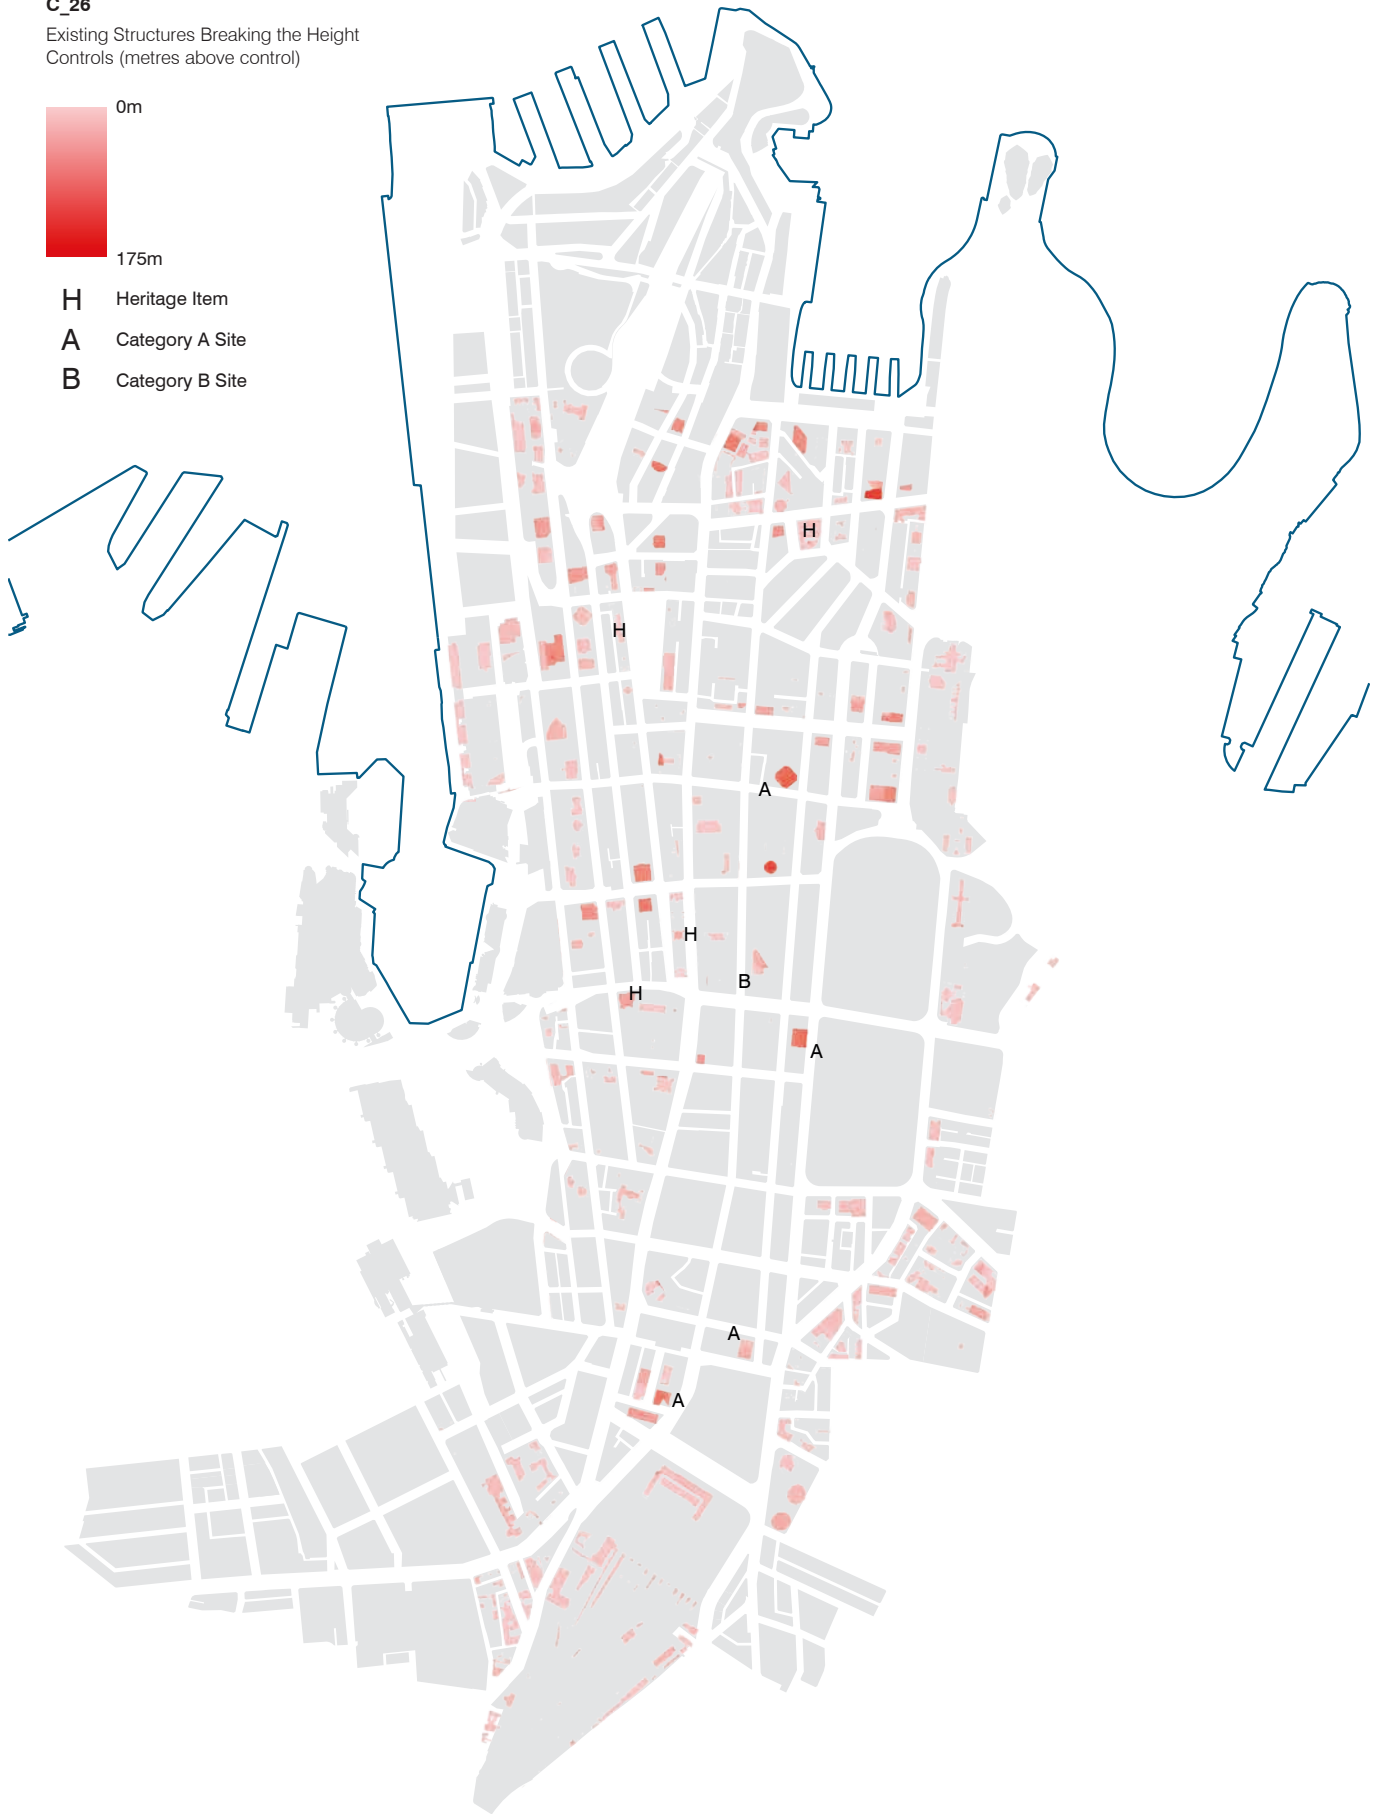 C_26
Existing Structures Breaking the Height
Controls (metres above control)
0m
175m
H Heritage Item
A Category A Site
B Category B Site
H
H
A
H
B
H
A
A
A